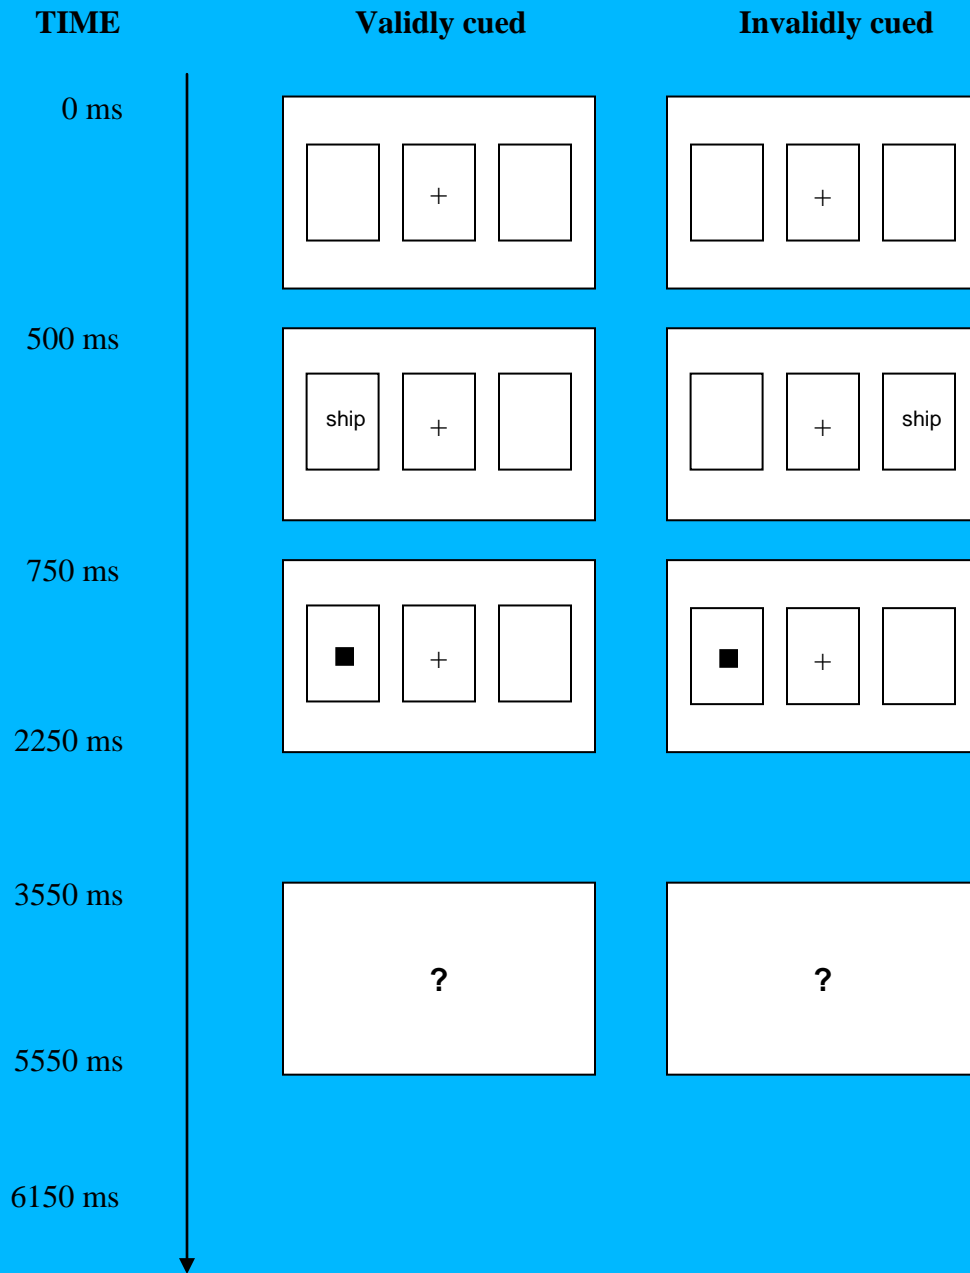 TIME Validly cued Invalidly cued
0 ms
+ +
500 ms
ship + + ship
750 ms
+ +
2250 ms
3550 ms
? ?
5550 ms
6150 ms